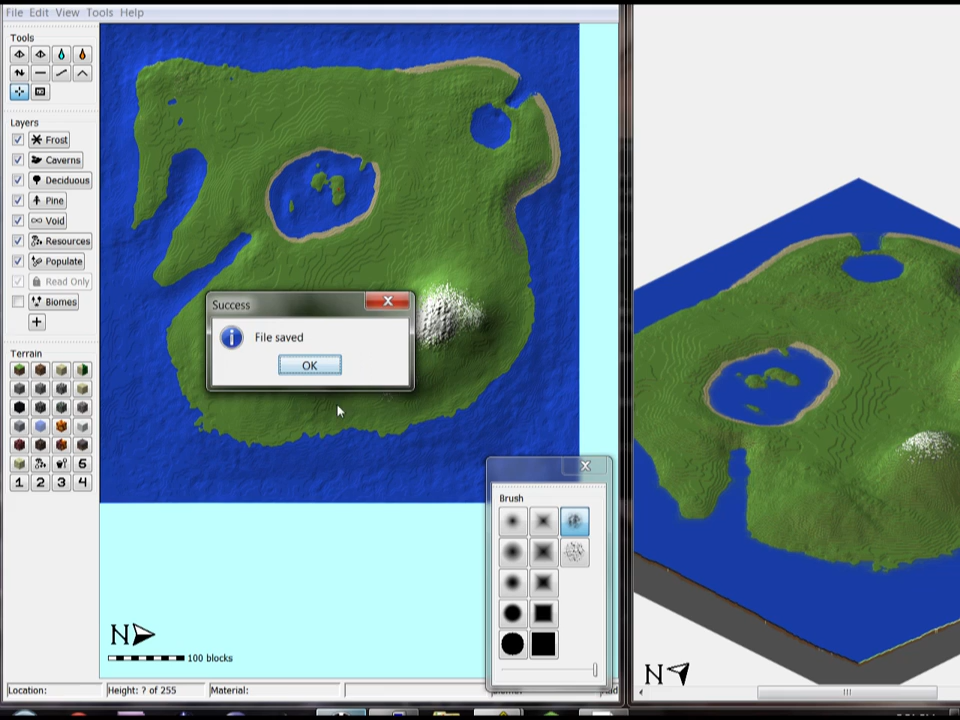 File Edit View Tools Help
Tools
Layers
Frost
Caverns
Deciduous
Pine
Void
Resources
Populate
Read Only
Biomes
Terrain
5
1 2 3 4
Success
File saved
OK
Brush
N
100 blocks
Location:
Height: ? of 255
Material:
N